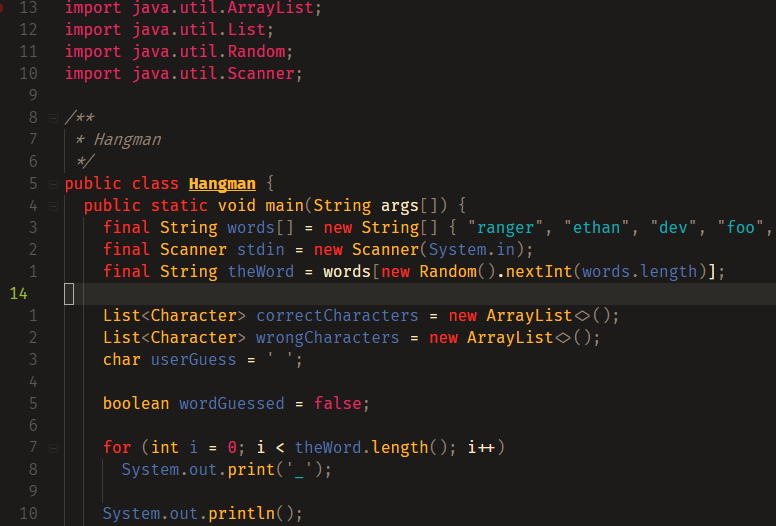 13 import java.util.ArrayList;
12 import java.util.List;
11 import java.util.Random;
10 import java.util.Scanner;
9
8 /**
7  * Hangman
6  */
5 public class Hangman {
4   public static void main(String args[]) {
3     final String words[] = new String[] { "ranger", "ethan", "dev", "foo",
2     final Scanner stdin = new Scanner(System.in);
1     final String theWord = words[new Random().nextInt(words.length)];
14
1     List<Character> correctCharacters = new ArrayList<>();
2     List<Character> wrongCharacters = new ArrayList<>();
3     char userGuess = ' ';
4
5     boolean wordGuessed = false;
6
7     for (int i = 0; i < theWord.length(); i++)
8       System.out.print('_');
9
10     System.out.println();